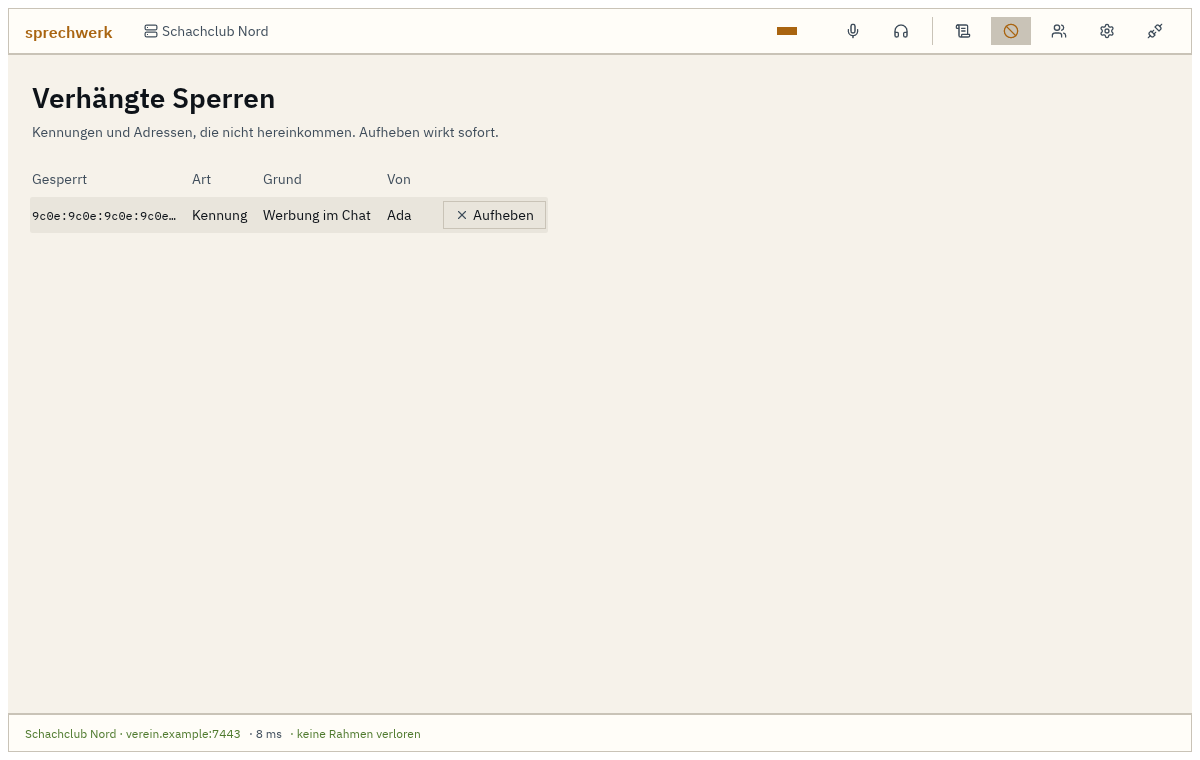 sprechwerk Schachclub Nord
Verhängte Sperren
Kennungen und Adressen, die nicht hereinkommen. Aufheben wirkt sofort.
Gesperrt Art Grund Von
9c0e:9c0e:9c0e:9c0e… Kennung Werbung im Chat Ada Aufheben
Schachclub Nord · verein.example:7443 · 8 ms · keine Rahmen verloren